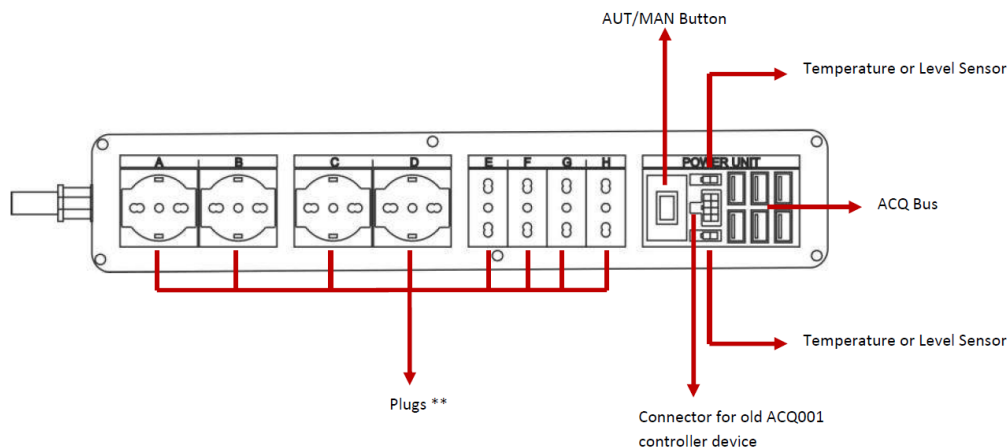 AUT/MAN Button
Temperature or Level Sensor
A B C D E F G H POWER UNIT
ACQ Bus
Temperature or Level Sensor
Plugs **
Connector for old ACQ001
controller device